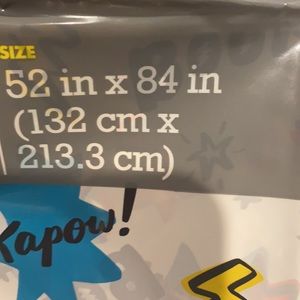 SIZE
52 in x 84 in
(132 cm x
213.3 cm)
Kapow!